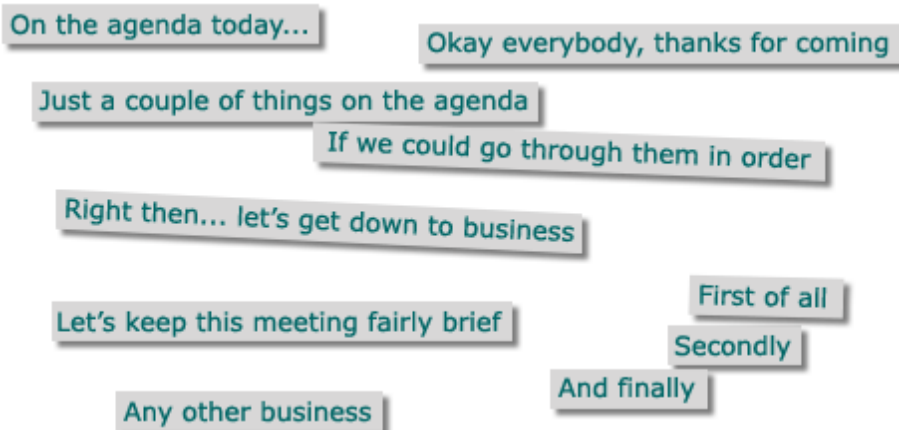 On the agenda today...
Okay everybody, thanks for coming
Just a couple of things on the agenda
If we could go through them in order
Right then... let’s get down to business
First of all
Let’s keep this meeting fairly brief
Secondly
And finally
Any other business